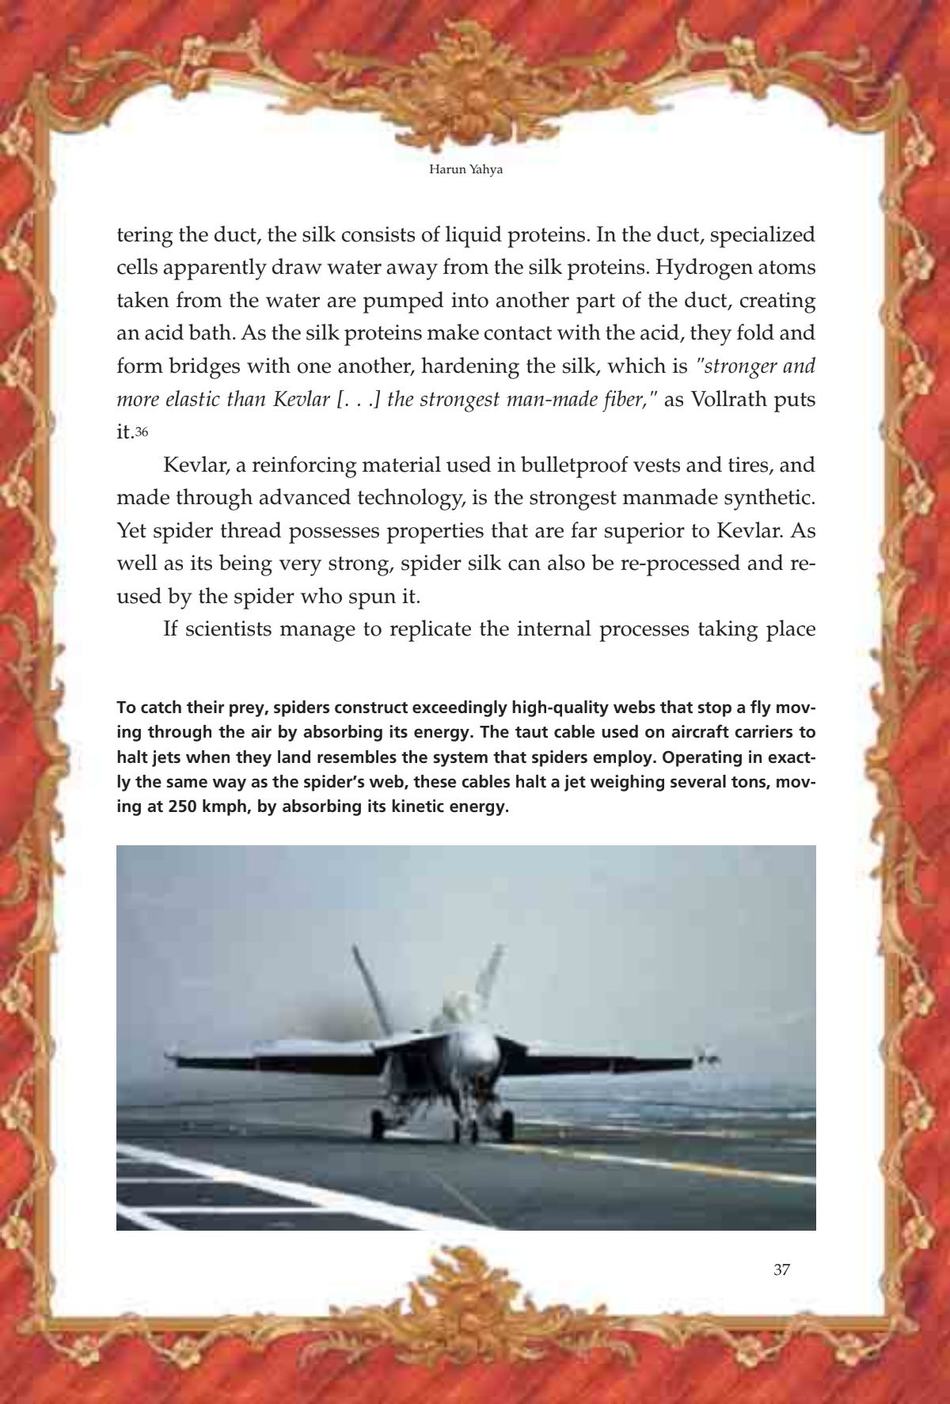 Harun Yahya
tering the duct, the silk consists of liquid proteins. In the duct, specialized
cells apparently draw water away from the silk proteins. Hydrogen atoms
taken from the water are pumped into another part of the duct, creating
an acid bath. As the silk proteins make contact with the acid, they fold and
form bridges with one another, hardening the silk, which is "stronger and
more elastic than Kevlar [. . .] the strongest man-made fiber," as Vollrath puts
it.36
Kevlar, a reinforcing material used in bulletproof vests and tires, and
made through advanced technology, is the strongest manmade synthetic.
Yet spider thread possesses properties that are far superior to Kevlar. As
well as its being very strong, spider silk can also be re-processed and re-
used by the spider who spun it.
If scientists manage to replicate the internal processes taking place
To catch their prey, spiders construct exceedingly high-quality webs that stop a fly mov-
ing through the air by absorbing its energy. The taut cable used on aircraft carriers to
halt jets when they land resembles the system that spiders employ. Operating in exact-
ly the same way as the spider’s web, these cables halt a jet weighing several tons, mov-
ing at 250 kmph, by absorbing its kinetic energy.
37